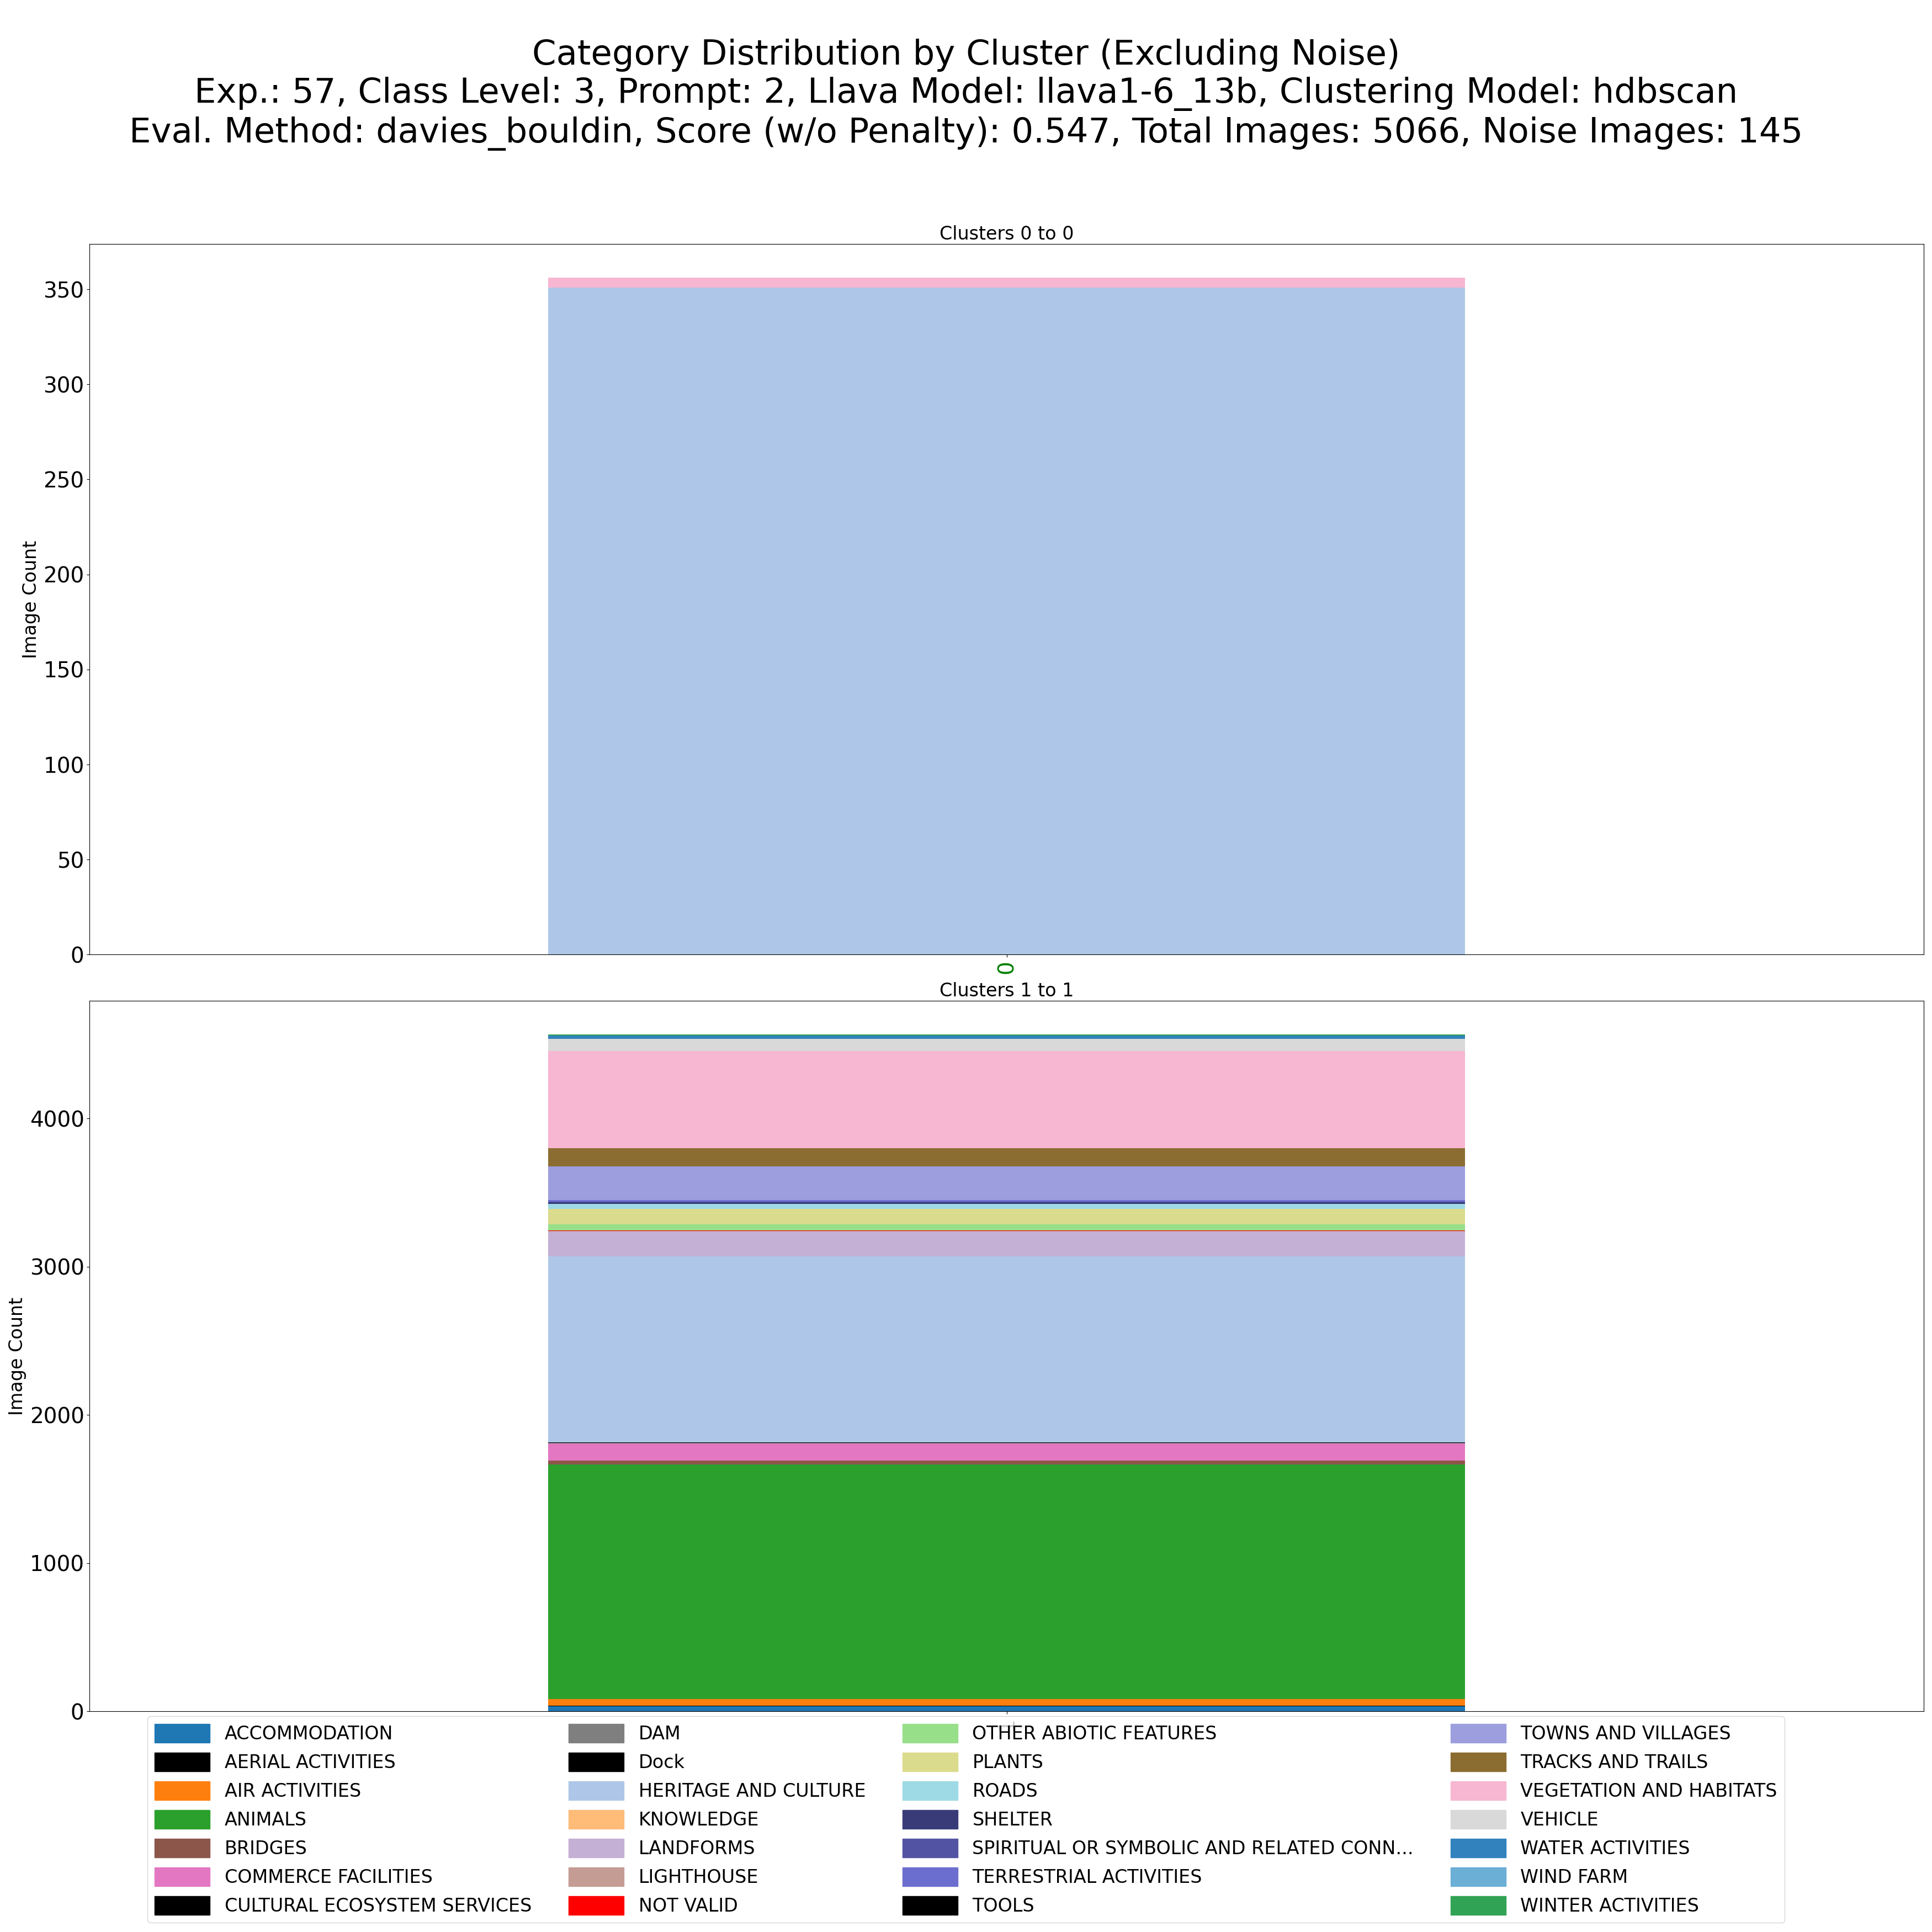 Category Distribution by Cluster (Excluding Noise)
Exp.: 57, Class Level: 3, Prompt: 2, Llava Model: llava1-6_13b, Clustering Model: hdbscan
Eval. Method: davies_bouldin, Score (w/o Penalty): 0.547, Total Images: 5066, Noise Images: 145
Clusters 0 to 0
350
300
250
200
150
100
50
0
Image Count
0
Clusters 1 to 1
4000
3000
2000
1000
0
Image Count
ACCOMMODATION
AERIAL ACTIVITIES
AIR ACTIVITIES
ANIMALS
BRIDGES
COMMERCE FACILITIES
CULTURAL ECOSYSTEM SERVICES
DAM
Dock
HERITAGE AND CULTURE
KNOWLEDGE
LANDFORMS
LIGHTHOUSE
NOT VALID
OTHER ABIOTIC FEATURES
PLANTS
ROADS
SHELTER
SPIRITUAL OR SYMBOLIC AND RELATED CONN...
TERRESTRIAL ACTIVITIES
TOOLS
TOWNS AND VILLAGES
TRACKS AND TRAILS
VEGETATION AND HABITATS
VEHICLE
WATER ACTIVITIES
WIND FARM
WINTER ACTIVITIES